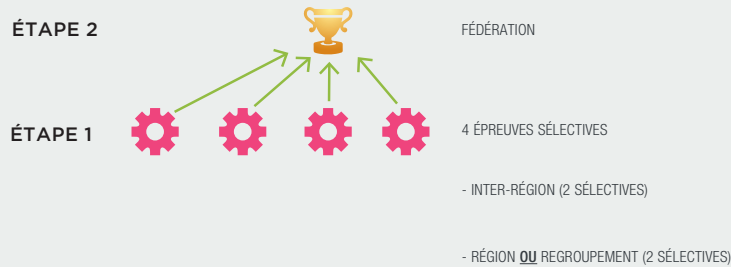 ÉTAPE 2
FÉDÉRATION
ÉTAPE 1
4 ÉPREUVES SÉLECTIVES
- INTER-RÉGION (2 SÉLECTIVES)
- RÉGION OU REGROUPEMENT (2 SÉLECTIVES)